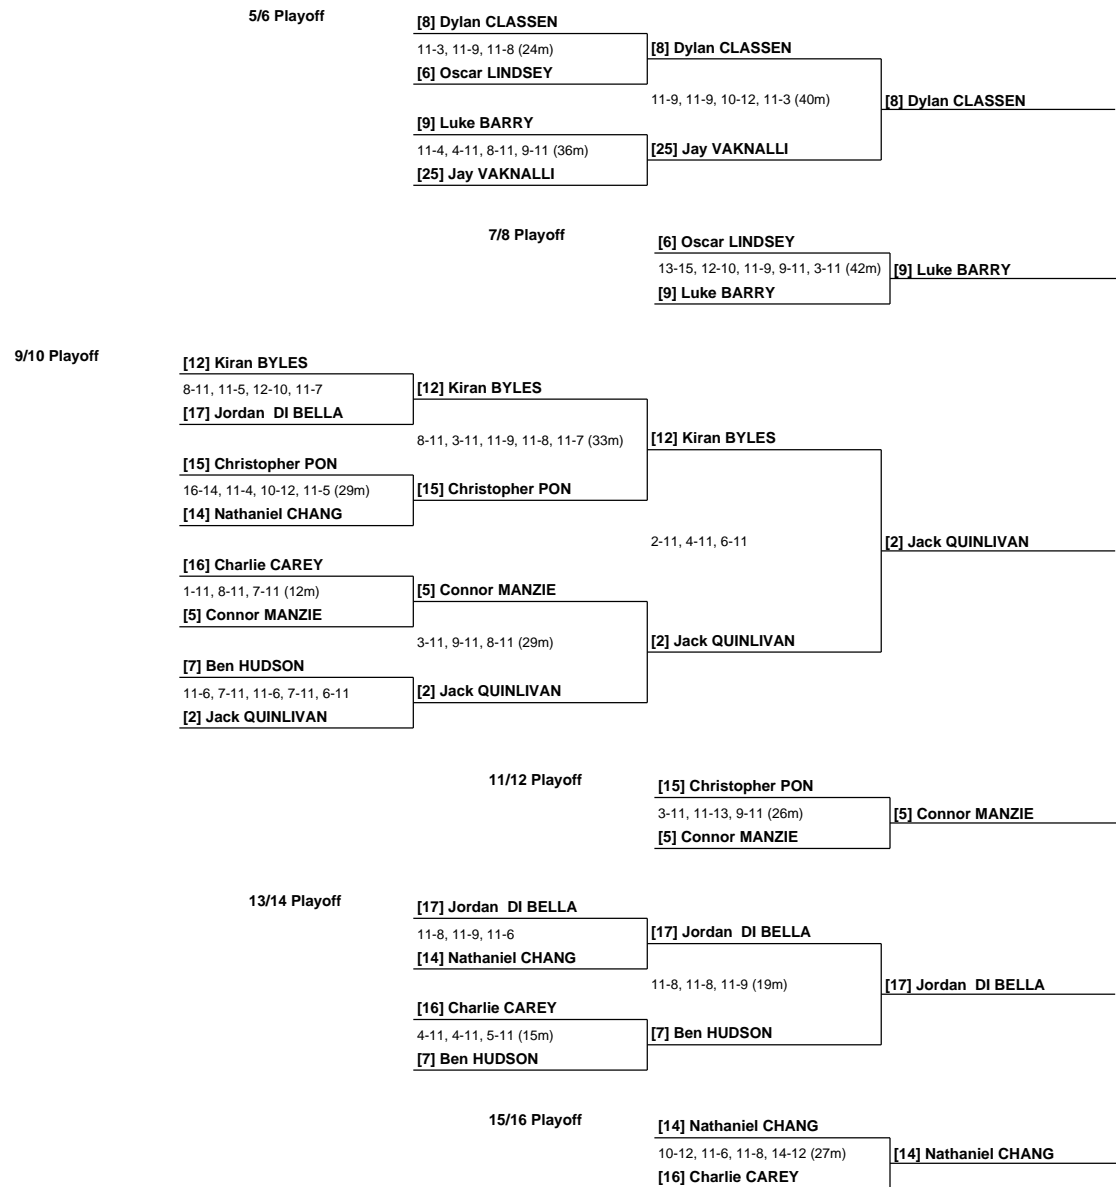 5/6 Playoff
[8] Dylan CLASSEN
11-3, 11-9, 11-8 (24m)
[8] Dylan CLASSEN
[6] Oscar LINDSEY
11-9, 11-9, 10-12, 11-3 (40m)
[8] Dylan CLASSEN
[9] Luke BARRY
11-4, 4-11, 8-11, 9-11 (36m)
[25] Jay VAKNALLI
[25] Jay VAKNALLI
7/8 Playoff
[6] Oscar LINDSEY
13-15, 12-10, 11-9, 9-11, 3-11 (42m)
[9] Luke BARRY
[9] Luke BARRY
9/10 Playoff
[12] Kiran BYLES
8-11, 11-5, 12-10, 11-7
[12] Kiran BYLES
[17] Jordan  DI BELLA
8-11, 3-11, 11-9, 11-8, 11-7 (33m)
[12] Kiran BYLES
[15] Christopher PON
16-14, 11-4, 10-12, 11-5 (29m)
[15] Christopher PON
[14] Nathaniel CHANG
2-11, 4-11, 6-11
[2] Jack QUINLIVAN
[16] Charlie CAREY
1-11, 8-11, 7-11 (12m)
[5] Connor MANZIE
[5] Connor MANZIE
3-11, 9-11, 8-11 (29m)
[2] Jack QUINLIVAN
[7] Ben HUDSON
11-6, 7-11, 11-6, 7-11, 6-11
[2] Jack QUINLIVAN
[2] Jack QUINLIVAN
11/12 Playoff
[15] Christopher PON
3-11, 11-13, 9-11 (26m)
[5] Connor MANZIE
[5] Connor MANZIE
13/14 Playoff
[17] Jordan  DI BELLA
11-8, 11-9, 11-6
[17] Jordan  DI BELLA
[14] Nathaniel CHANG
11-8, 11-8, 11-9 (19m)
[17] Jordan  DI BELLA
[16] Charlie CAREY
4-11, 4-11, 5-11 (15m)
[7] Ben HUDSON
[7] Ben HUDSON
15/16 Playoff
[14] Nathaniel CHANG
10-12, 11-6, 11-8, 14-12 (27m)
[14] Nathaniel CHANG
[16] Charlie CAREY